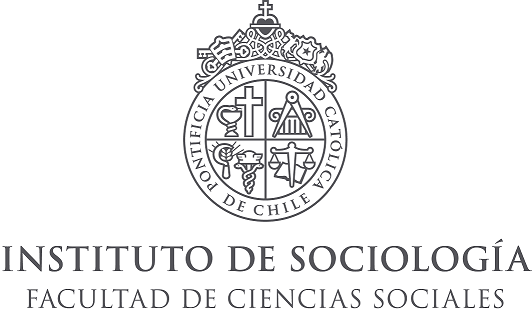 PONTIFICIA UNIVERSIDAD CATÓLICA DE CHILE
INSTITUTO DE SOCIOLOGÍA
FACULTAD DE CIENCIAS SOCIALES